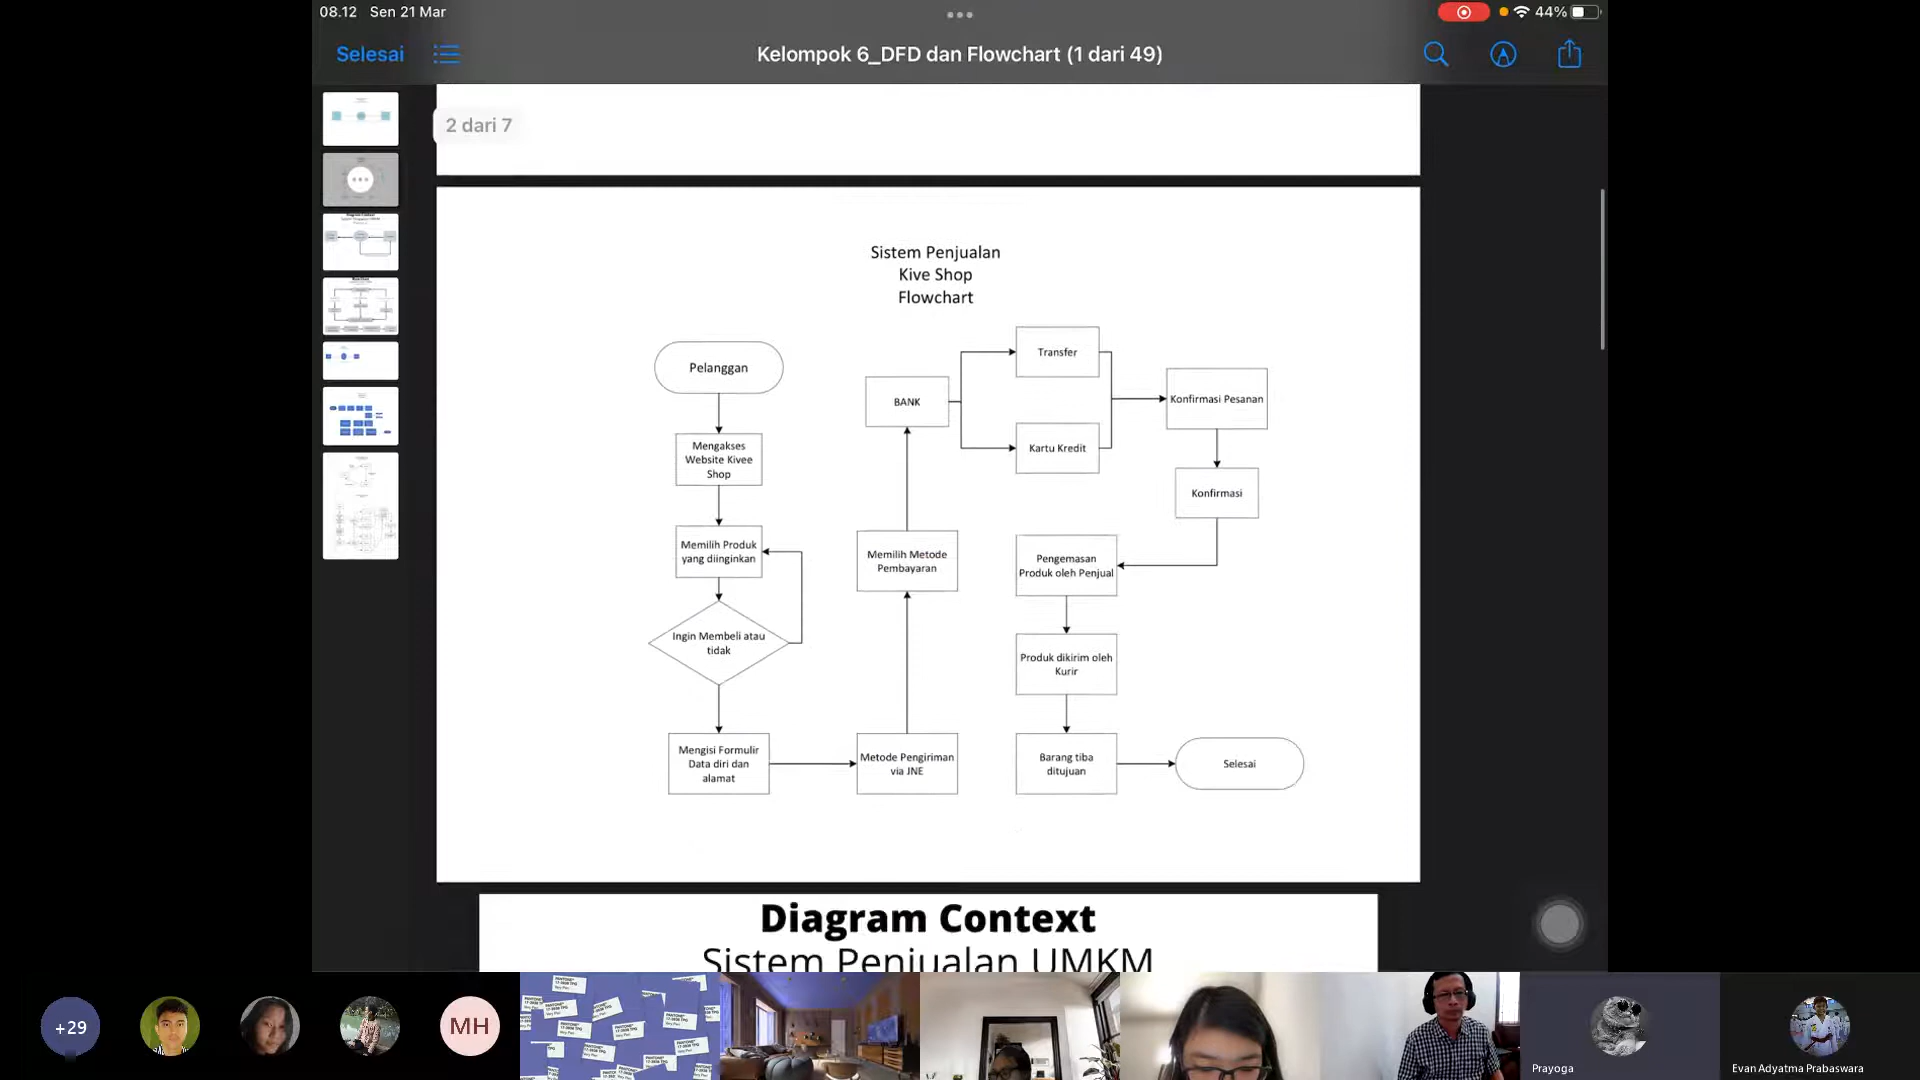 08.12 Sen 21 Mar
44%
Selesai
Kelompok 6_DFD dan Flowchart (1 dari 49)
2 dari 7
Sistem Penjualan
Kive Shop
Flowchart
Pelanggan
Mengakses
Website Kivee
Shop
Memilih Produk
yang diinginkan
Ingin Membeli atau
tidak
Mengisi Formulir
Data diri dan
alamat
Metode Pengiriman
via JNE
Memilih Metode
Pembayaran
BANK
Transfer
Kartu Kredit
Konfirmasi Pesanan
Konfirmasi
Pengemasan
Produk oleh Penjual
Produk dikirim oleh
Kurir
Barang tiba
ditujuan
Selesai
Diagram Context
Sistem Penjualan UMKM
+29
MH
Prayoga
Evan Adyatma Prabaswara